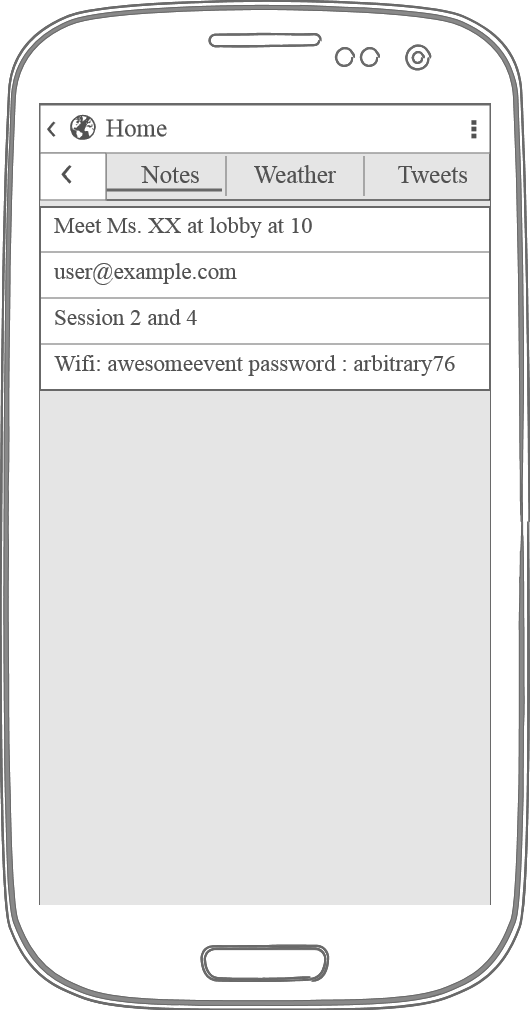 Home
Notes Weather Tweets
Meet Ms. XX at lobby at 10
user@example.com
Session 2 and 4
Wifi: awesomeevent password : arbitrary76